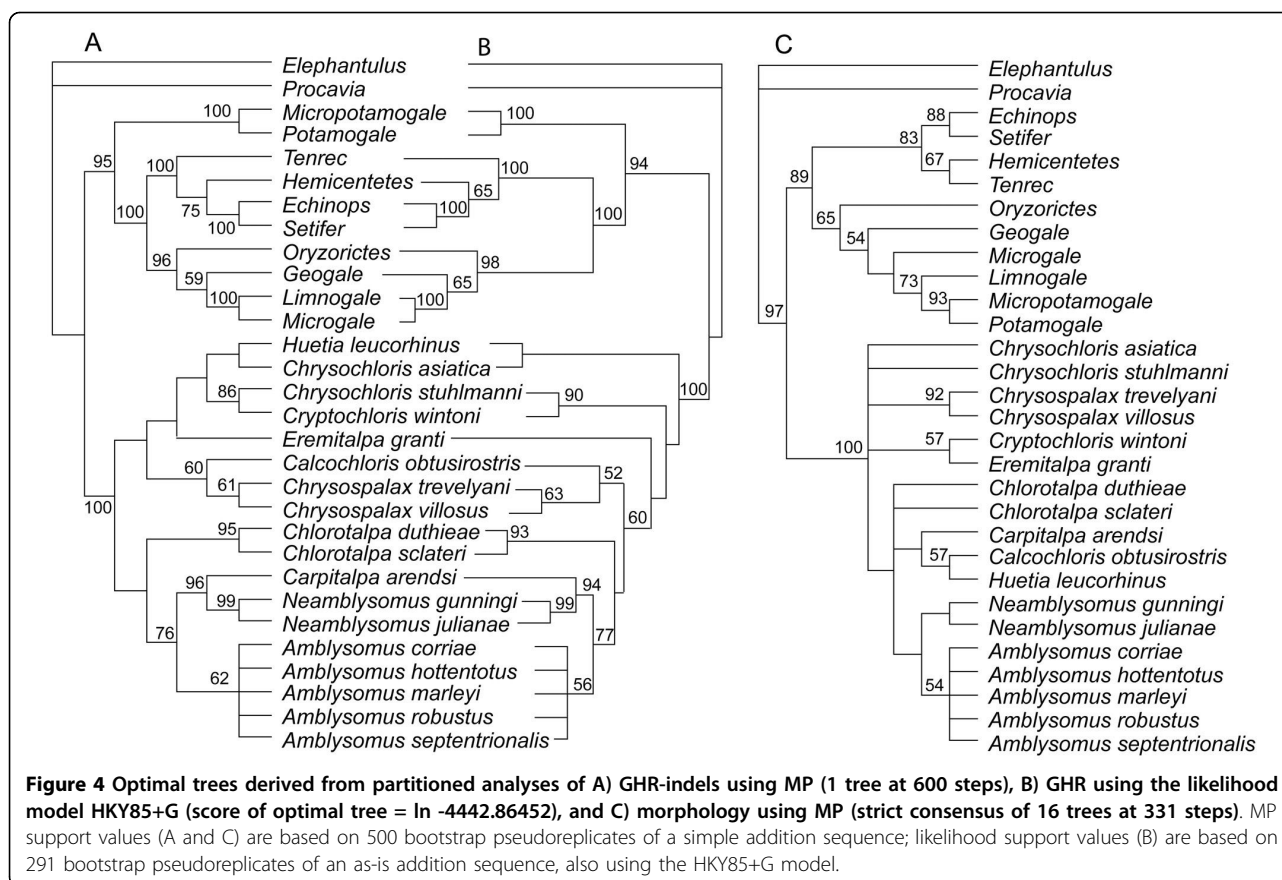 A B C
Elephantulus
Procavia
100 Micropotamogale 100
Potamogale
95 94
100 Tenrec 100
Hemicentetes 65
75 Echinops 100
100 Setifer
100 100
Oryzorictes
96 98
59 Geogale 65
100 Limnogale 100
Microgale
Huetia leucorhinus
Chrysochloris asiatica
100
86 Chrysochloris stuhlmanni 90
Cryptochloris wintoni
Eremitalpa granti
60 Calcochloris obtusirostris 52
61 Chrysospalax trevelyani 63
Chrysospalax villosus
100 60
95 Chlorotalpa duthieae 93
Chlorotalpa sclateri
96 Carpitalpa arendsi 94
99 Neamblysomus gunningi 99
Neamblysomus julianae
76 77
Amblysomus corriae
62 Amblysomus hottentotus
Amblysomus marleyi 56
Amblysomus robustus
Amblysomus septentrionalis
Elephantulus
Procavia
88 Echinops
83 Setifer
67 Hemicentetes
Tenrec
89
Oryzorictes
65
54 Geogale
Microgale
73 Limnogale
93 Micropotamogale
Potamogale
97
Chrysochloris asiatica
Chrysochloris stuhlmanni
92 Chrysospalax trevelyani
Chrysospalax villosus
100 57 Cryptochloris wintoni
Eremitalpa granti
Chlorotalpa duthieae
Chlorotalpa sclateri
Carpitalpa arendsi
57 Calcochloris obtusirostris
Huetia leucorhinus
Neamblysomus gunningi
Neamblysomus julianae
Amblysomus corriae
Amblysomus hottentotus
54 Amblysomus marleyi
Amblysomus robustus
Amblysomus septentrionalis
Figure 4 Optimal trees derived from partitioned analyses of A) GHR-indels using MP (1 tree at 600 steps), B) GHR using the likelihood
model HKY85+G (score of optimal tree = ln -4442.86452), and C) morphology using MP (strict consensus of 16 trees at 331 steps). MP
support values (A and C) are based on 500 bootstrap pseudoreplicates of a simple addition sequence; likelihood support values (B) are based on
291 bootstrap pseudoreplicates of an as-is addition sequence, also using the HKY85+G model.